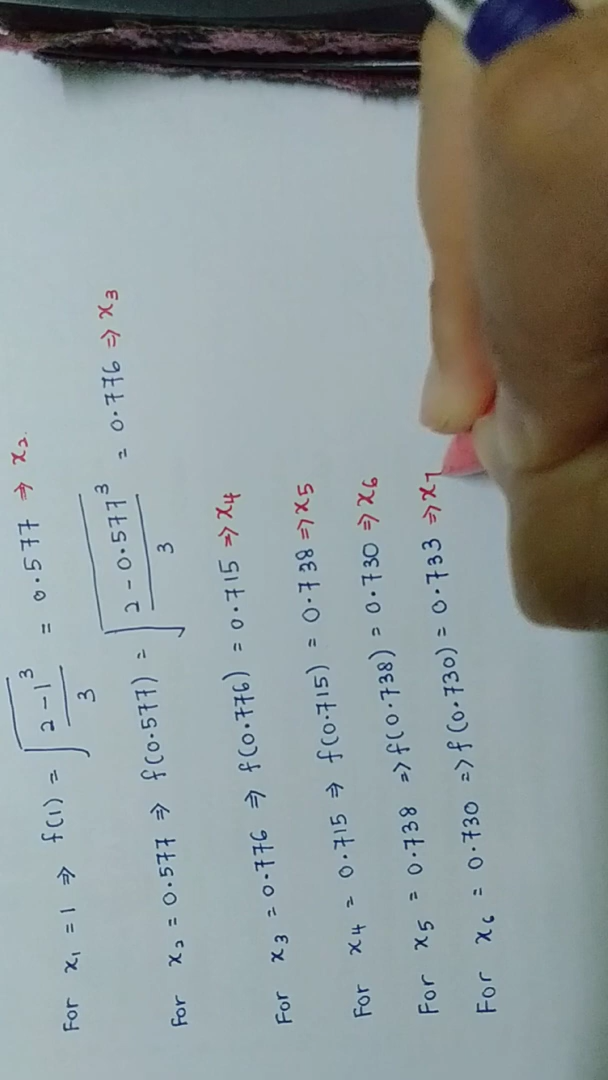 For x₁ = 1 ⇒ f(1) = √((2 - 1³)/3) = 0.577 ⇒ x₂
For x₂ = 0.577 ⇒ f(0.577) = √((2 - 0.577³)/3) = 0.776 ⇒ x₃
For x₃ = 0.776 ⇒ f(0.776) = 0.715 ⇒ x₄
For x₄ = 0.715 ⇒ f(0.715) = 0.738 ⇒ x₅
For x₅ = 0.738 ⇒ f(0.738) = 0.730 ⇒ x₆
For x₆ = 0.730 ⇒ f(0.730) = 0.733 ⇒ x₇